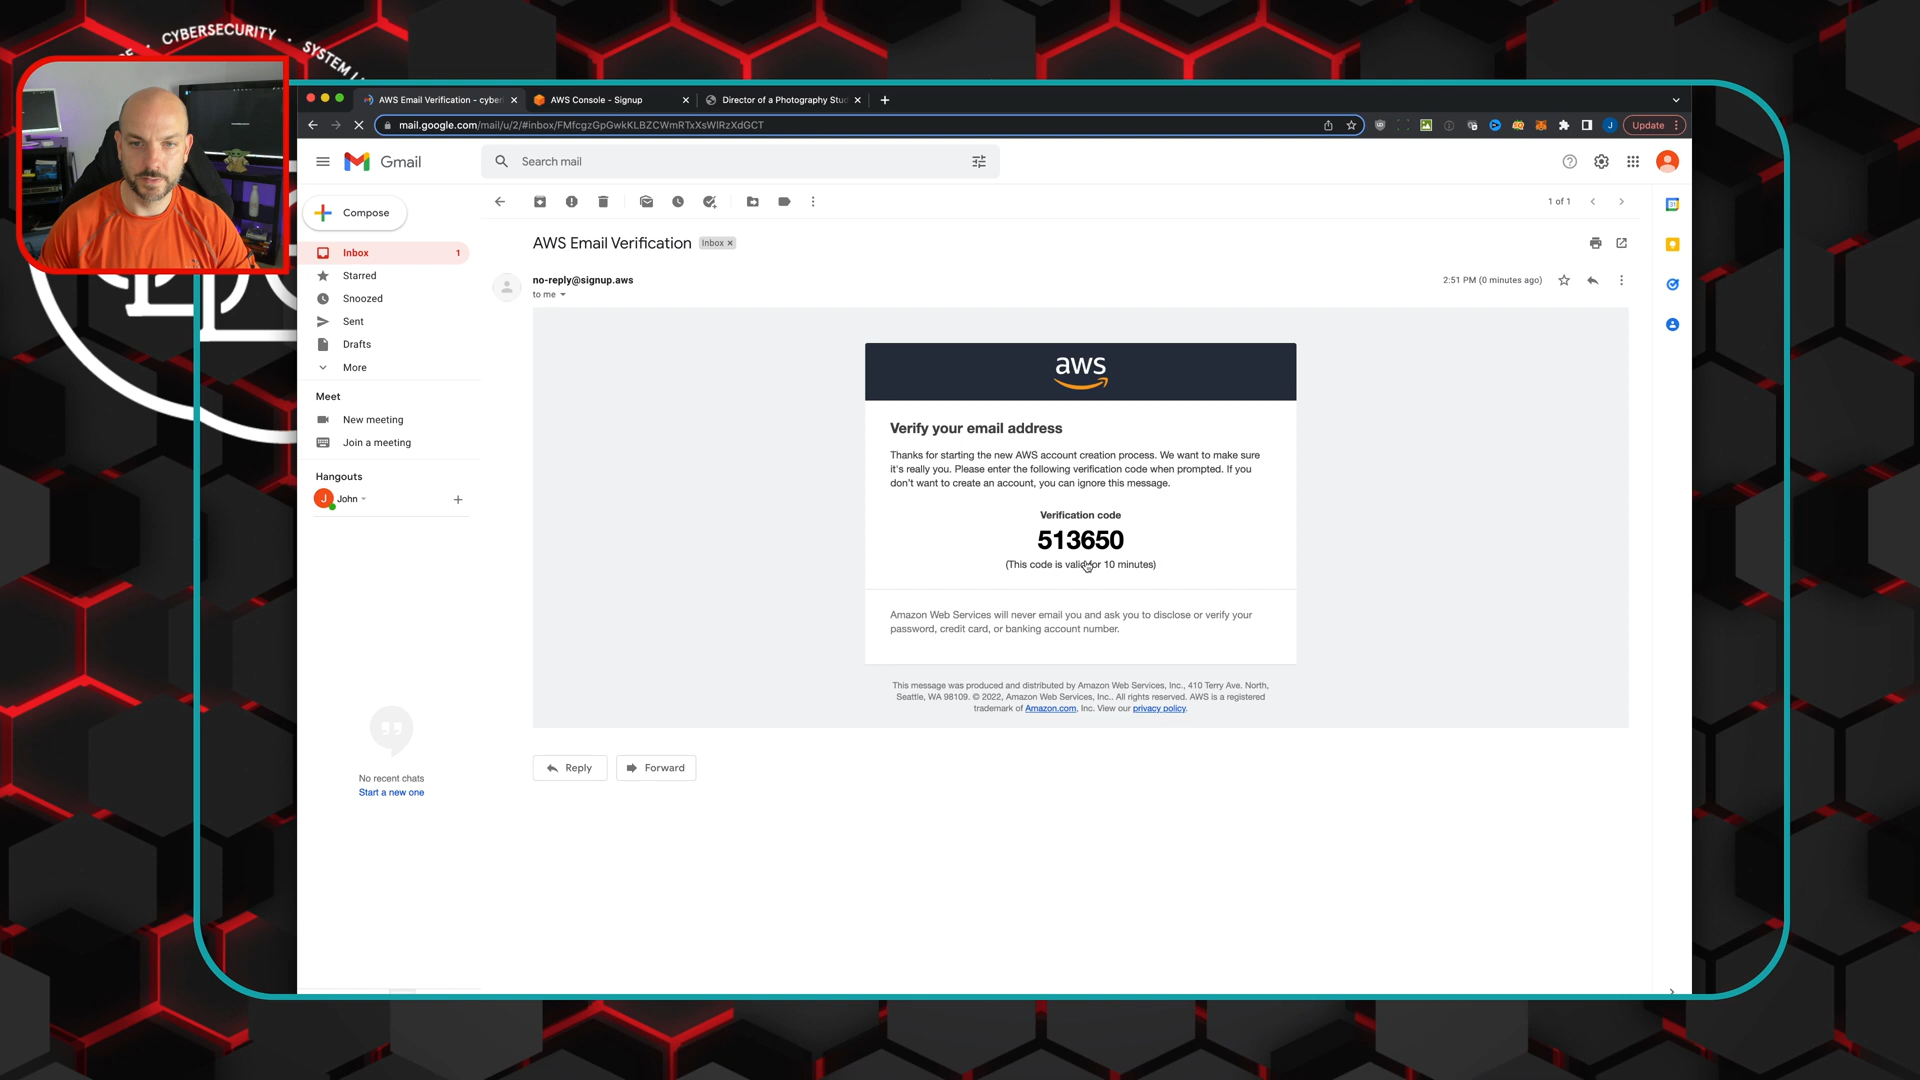 CYBERSECURITY · SYSTEM
AWS Email Verification - cyber
AWS Console - Signup
Director of a Photography Stud
mail.google.com/mail/u/2/#inbox/FMfcgzGpGwkKLBZCWmRTxXsWlRzXdGCT
J
Update
Gmail
Search mail
Compose
1 of 1
AWS Email Verification
Inbox
Inbox 1
Starred
Snoozed
Sent
Drafts
More
Meet
New meeting
Join a meeting
Hangouts
J John
No recent chats
Start a new one
no-reply@signup.aws
to me
2:51 PM (0 minutes ago)
aws
Verify your email address
Thanks for starting the new AWS account creation process. We want to make sure
it's really you. Please enter the following verification code when prompted. If you
don't want to create an account, you can ignore this message.
Verification code
513650
(This code is valid for 10 minutes)
Amazon Web Services will never email you and ask you to disclose or verify your
password, credit card, or banking account number.
This message was produced and distributed by Amazon Web Services, Inc., 410 Terry Ave. North,
Seattle, WA 98109. © 2022, Amazon Web Services, Inc.. All rights reserved. AWS is a registered
trademark of Amazon.com, Inc. View our privacy policy.
Reply
Forward